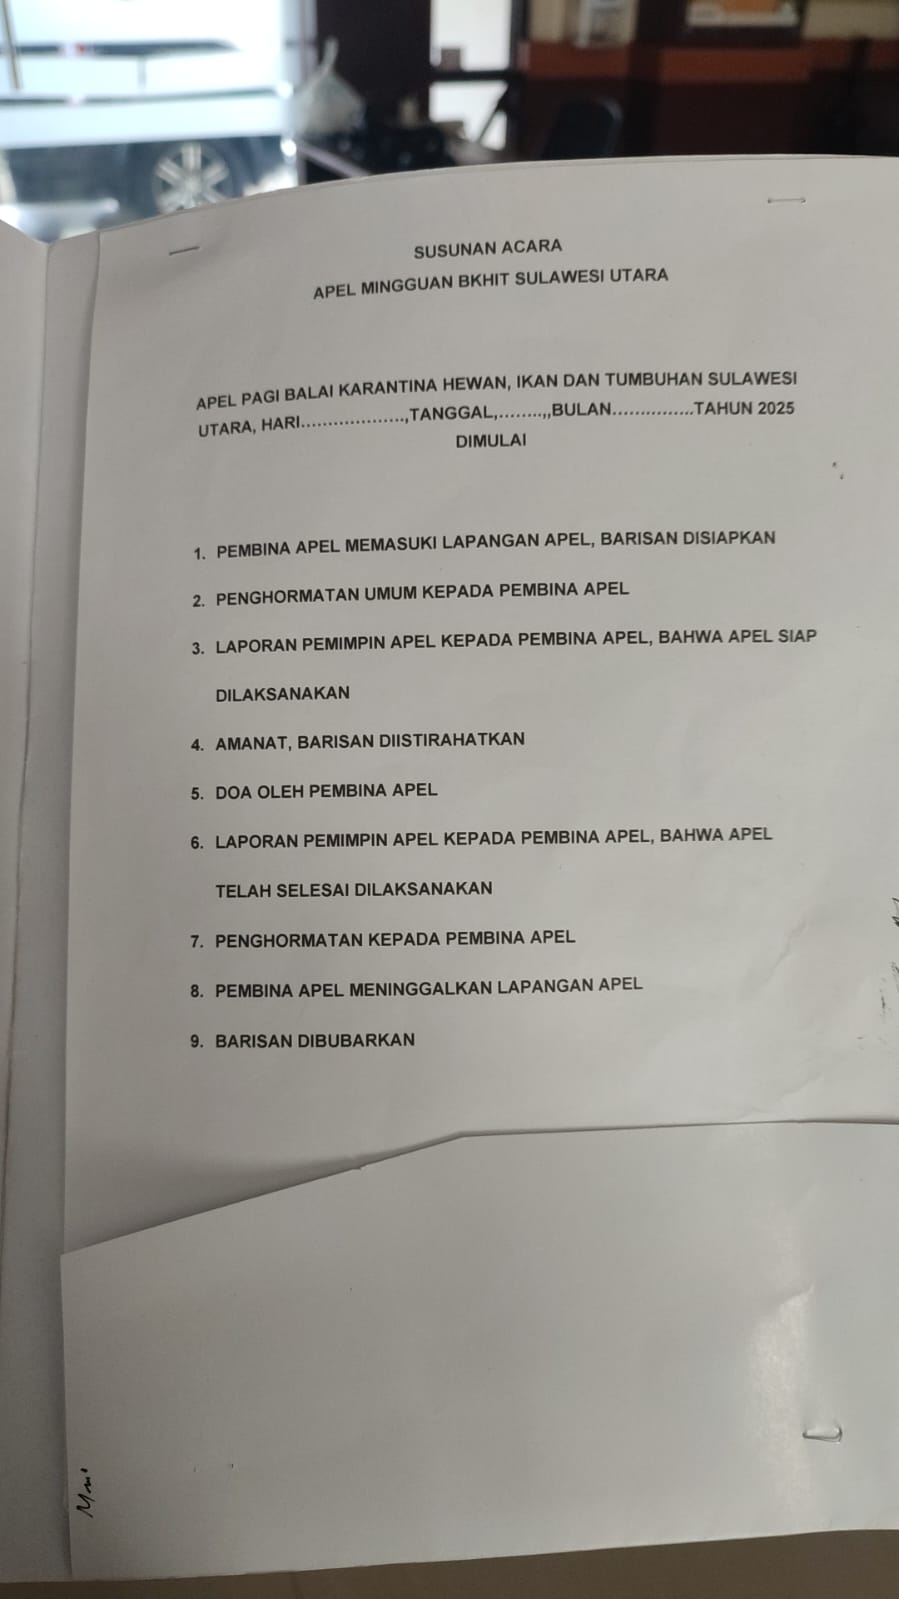 SUSUNAN ACARA
APEL MINGGUAN BKHIT SULAWESI UTARA
APEL PAGI BALAI KARANTINA HEWAN, IKAN DAN TUMBUHAN SULAWESI
UTARA, HARI...................,TANGGAL,........,,BULAN...............TAHUN 2025
DIMULAI
1. PEMBINA APEL MEMASUKI LAPANGAN APEL, BARISAN DISIAPKAN
2. PENGHORMATAN UMUM KEPADA PEMBINA APEL
3. LAPORAN PEMIMPIN APEL KEPADA PEMBINA APEL, BAHWA APEL SIAP
DILAKSANAKAN
4. AMANAT, BARISAN DIISTIRAHATKAN
5. DOA OLEH PEMBINA APEL
6. LAPORAN PEMIMPIN APEL KEPADA PEMBINA APEL, BAHWA APEL
TELAH SELESAI DILAKSANAKAN
7. PENGHORMATAN KEPADA PEMBINA APEL
8. PEMBINA APEL MENINGGALKAN LAPANGAN APEL
9. BARISAN DIBUBARKAN